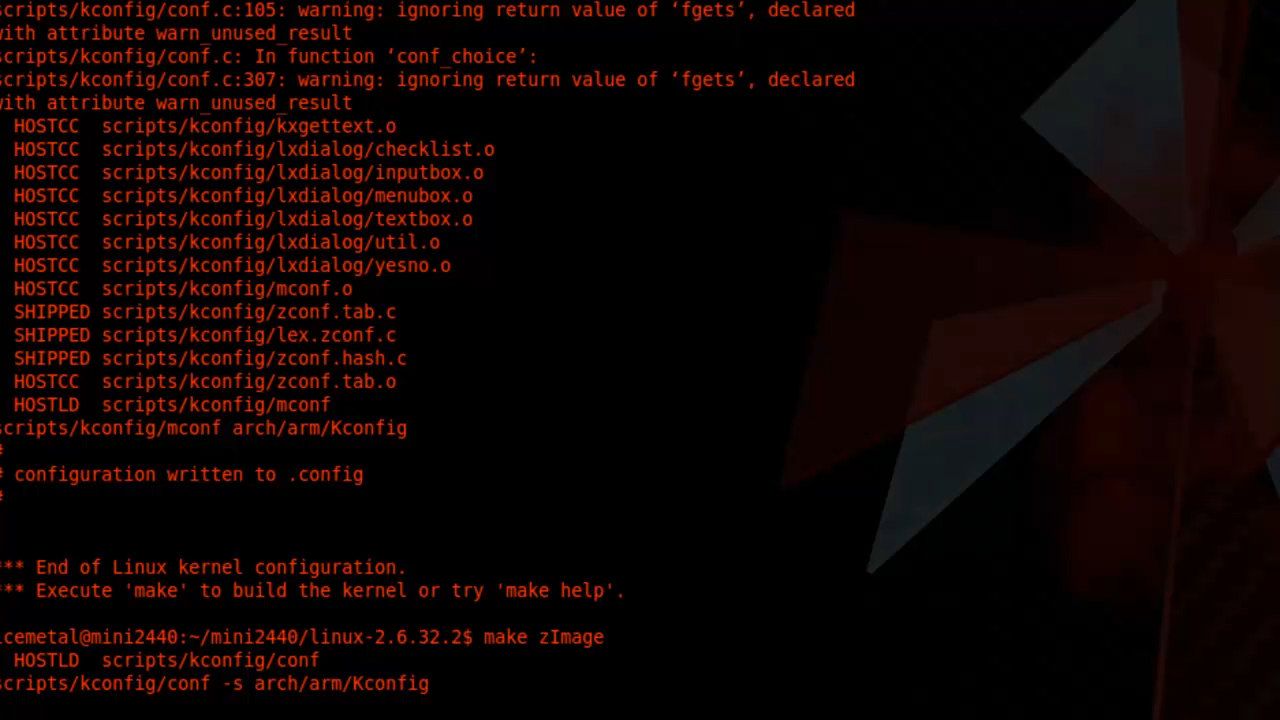 scripts/kconfig/conf.c:105: warning: ignoring return value of ‘fgets’, declared
with attribute warn_unused_result
scripts/kconfig/conf.c: In function ‘conf_choice’:
scripts/kconfig/conf.c:307: warning: ignoring return value of ‘fgets’, declared
with attribute warn_unused_result
HOSTCC  scripts/kconfig/kxgettext.o
HOSTCC  scripts/kconfig/lxdialog/checklist.o
HOSTCC  scripts/kconfig/lxdialog/inputbox.o
HOSTCC  scripts/kconfig/lxdialog/menubox.o
HOSTCC  scripts/kconfig/lxdialog/textbox.o
HOSTCC  scripts/kconfig/lxdialog/util.o
HOSTCC  scripts/kconfig/lxdialog/yesno.o
HOSTCC  scripts/kconfig/mconf.o
SHIPPED scripts/kconfig/zconf.tab.c
SHIPPED scripts/kconfig/lex.zconf.c
SHIPPED scripts/kconfig/zconf.hash.c
HOSTCC  scripts/kconfig/zconf.tab.o
HOSTLD  scripts/kconfig/mconf
scripts/kconfig/mconf arch/arm/Kconfig
#
# configuration written to .config
#
*** End of Linux kernel configuration.
*** Execute 'make' to build the kernel or try 'make help'.
icemetal@mini2440:~/mini2440/linux-2.6.32.2$ make zImage
HOSTLD  scripts/kconfig/conf
scripts/kconfig/conf -s arch/arm/Kconfig